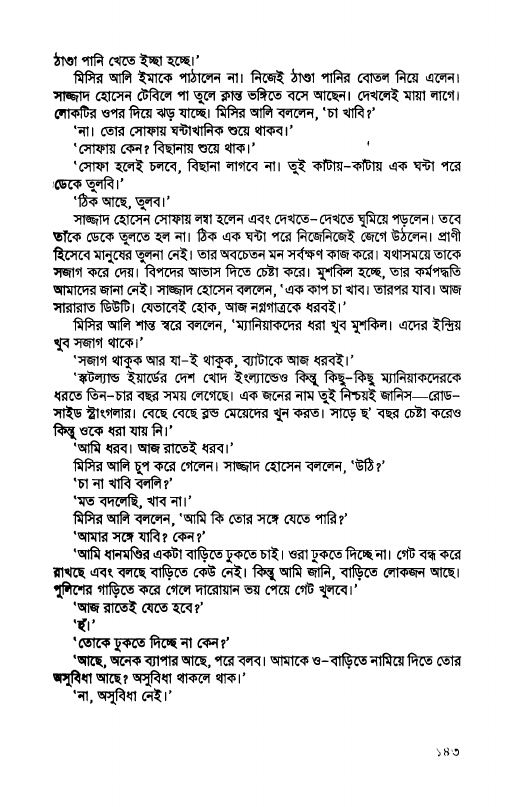 ঠাণ্ডা পানি খেতে ইচ্ছা হচ্ছে।’
মিসির আলি ইমাকে পাঠালেন না। নিজেই ঠাণ্ডা পানির বোতল নিয়ে এলেন।
সাজ্জাদ হোসেন টেবিলে পা তুলে ক্লান্ত ভঙ্গিতে বসে আছেন। দেখলেই মায়া লাগে।
লোকটির ওপর দিয়ে ঝড় যাচ্ছে। মিসির আলি বললেন, ‘চা খাবি?’
‘না। তোর সোফায় ঘন্টাখানিক শুয়ে থাকব।’
‘সোফায় কেন? বিছানায় শুয়ে থাক।’
‘সোফা হলেই চলবে, বিছানা লাগবে না। তুই কাঁটায়-কাঁটায় এক ঘন্টা পরে
ডেকে তুলবি।’
‘ঠিক আছে, তুলব।’
সাজ্জাদ হোসেন সোফায় লম্বা হলেন এবং দেখতে-দেখতে ঘুমিয়ে পড়লেন। তবে
তাঁকে ডেকে তুলতে হল না। ঠিক এক ঘন্টা পরে নিজেনিজেই জেগে উঠলেন। প্রাণী
হিসেবে মানুষের তুলনা নেই। তার অবচেতন মন সর্বক্ষণ কাজ করে। যথাসময়ে তাকে
সজাগ করে দেয়। বিপদের আভাস দিতে চেষ্টা করে। মুশকিল হচ্ছে, তার কর্মপদ্ধতি
আমাদের জানা নেই। সাজ্জাদ হোসেন বললেন, ‘এক কাপ চা খাব। তারপর যাব। আজ
সারারাত ডিউটি। যেভাবেই হোক, আজ নগ্নগাত্রকে ধরবই।’
মিসির আলি শান্ত স্বরে বললেন, ‘ম্যানিয়াকদের ধরা খুব মুশকিল। এদের ইন্দ্রিয়
খুব সজাগ থাকে।’
‘সজাগ থাকুক আর যা-ই থাকুক, ব্যাটাকে আজ ধরবই।’
‘স্কটল্যান্ড ইয়ার্ডের দেশ খোদ ইংল্যান্ডেও কিন্তু কিছু-কিছু ম্যানিয়াকদেরকে
ধরতে তিন-চার বছর সময় লেগেছে। এক জনের নাম তুই নিশ্চয়ই জানিস—রোড-
সাইড স্ট্রাংগলার। বেছে বেছে ব্লন্ড মেয়েদের খুন করত। সাড়ে ছ’ বছর চেষ্টা করেও
কিন্তু ওকে ধরা যায় নি।’
‘আমি ধরব। আজ রাতেই ধরব।’
মিসির আলি চুপ করে গেলেন। সাজ্জাদ হোসেন বললেন, ‘উঠি?’
‘চা না খাবি বললি?’
‘মত বদলেছি, খাব না।’
মিসির আলি বললেন, ‘আমি কি তোর সঙ্গে যেতে পারি?’
‘আমার সঙ্গে যাবি? কেন?’
‘আমি ধানমণ্ডির একটা বাড়িতে ঢুকতে চাই। ওরা ঢুকতে দিচ্ছে না। গেট বন্ধ করে
রাখছে এবং বলছে বাড়িতে কেউ নেই। কিন্তু আমি জানি, বাড়িতে লোকজন আছে।
পুলিশের গাড়িতে করে গেলে দারোয়ান ভয় পেয়ে গেট খুলবে।’
‘আজ রাতেই যেতে হবে?’
‘হুঁ।’
‘তোকে ঢুকতে দিচ্ছে না কেন?’
‘আছে, অনেক ব্যাপার আছে, পরে বলব। আমাকে ও-বাড়িতে নামিয়ে দিতে তোর
অসুবিধা আছে? অসুবিধা থাকলে থাক।’
‘না, অসুবিধা নেই।’
১৪৩